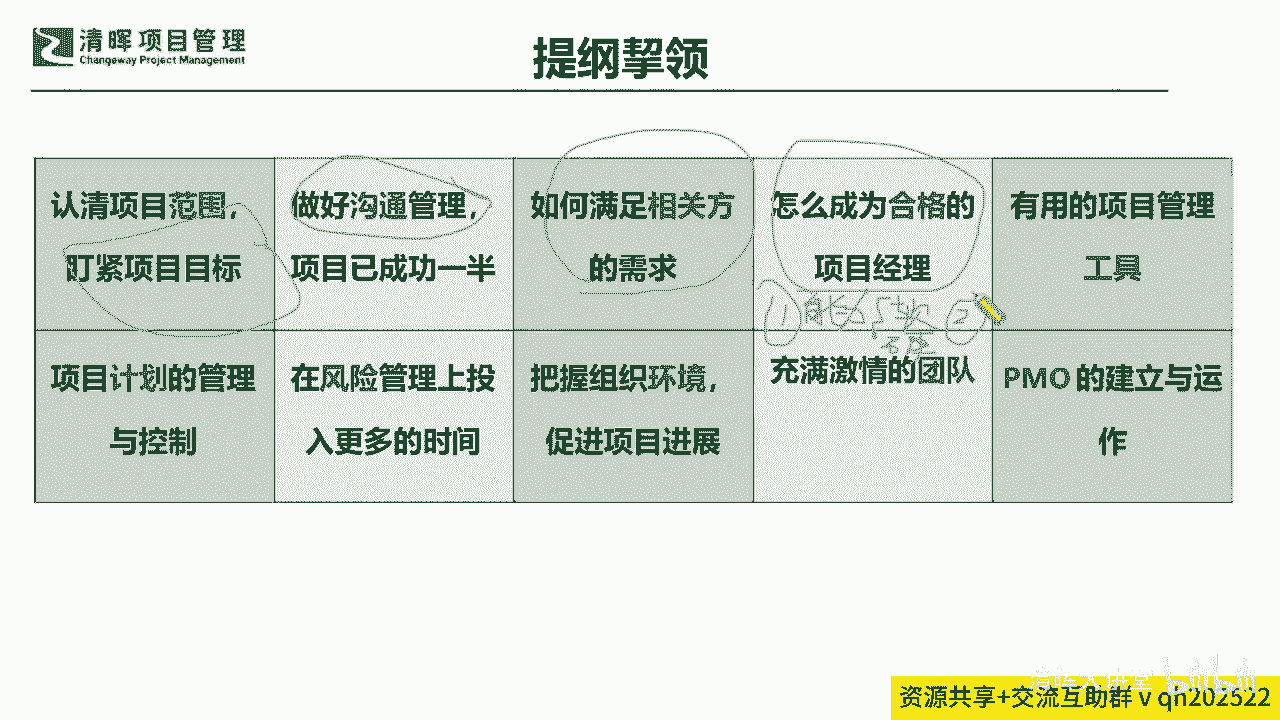 清晖项目管理
Changeway Project Management
提纲挈领
认清项目范围，
盯紧项目目标
做好沟通管理，
项目已成功一半
如何满足相关方
的需求
怎么成为合格的
项目经理
有用的项目管理
工具
① ②
项目计划的管理
与控制
在风险管理上投
入更多的时间
把握组织环境，
促进项目进展
充满激情的团队
PMO的建立与运
作
清晖大讲堂 bilibili
资源共享+交流互助群 v qn202522